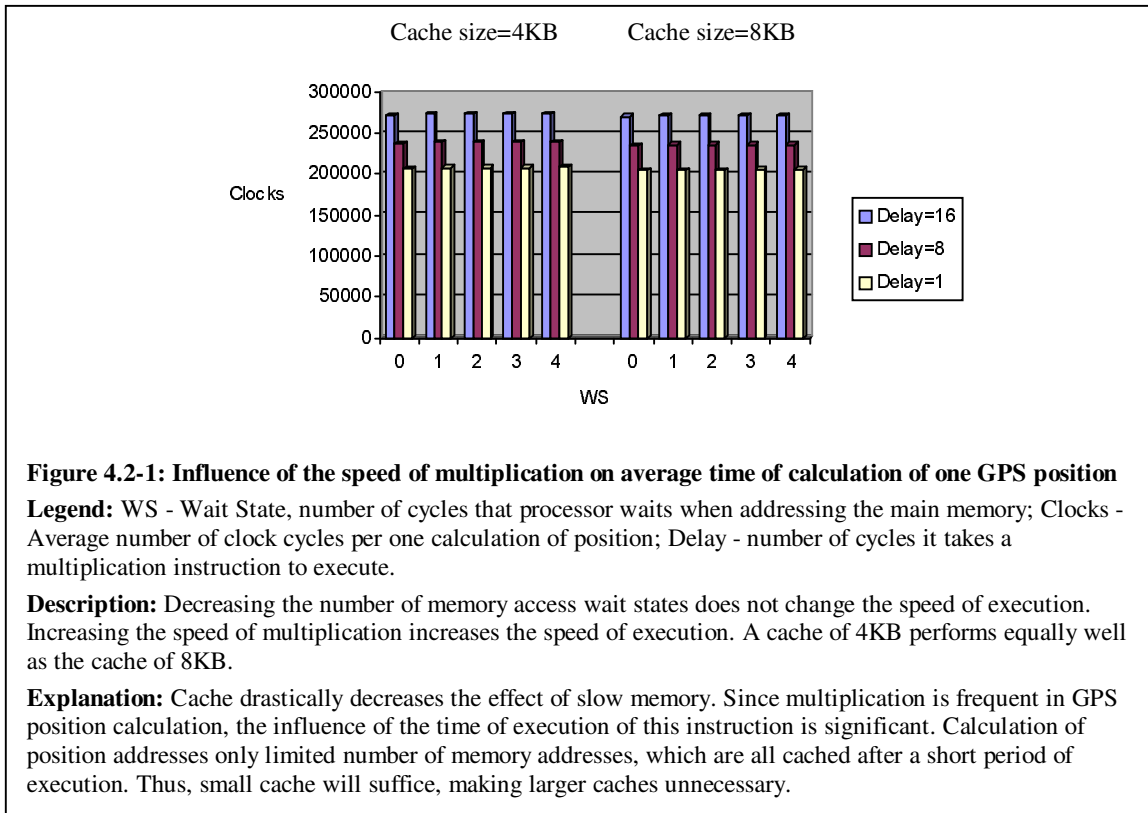 Cache size=4KB Cache size=8KB
300000
250000
200000
150000
100000
50000
0
Clocks
0 1 2 3 4 0 1 2 3 4
WS
Delay=16
Delay=8
Delay=1
Figure 4.2-1: Influence of the speed of multiplication on average time of calculation of one GPS position
Legend: WS - Wait State, number of cycles that processor waits when addressing the main memory; Clocks -
Average number of clock cycles per one calculation of position; Delay - number of cycles it takes a
multiplication instruction to execute.
Description: Decreasing the number of memory access wait states does not change the speed of execution.
Increasing the speed of multiplication increases the speed of execution. A cache of 4KB performs equally well
as the cache of 8KB.
Explanation: Cache drastically decreases the effect of slow memory. Since multiplication is frequent in GPS
position calculation, the influence of the time of execution of this instruction is significant. Calculation of
position addresses only limited number of memory addresses, which are all cached after a short period of
execution. Thus, small cache will suffice, making larger caches unnecessary.